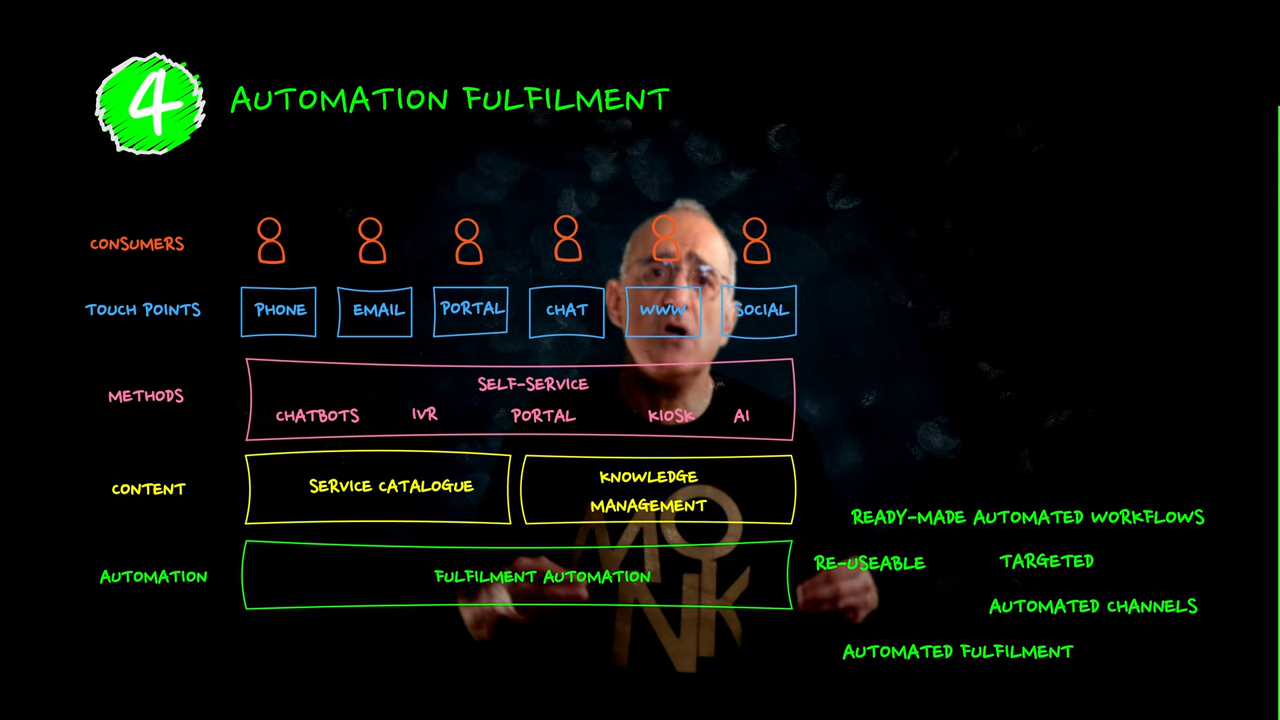 4
AUTOMATION FULFILMENT
CONSUMERS
TOUCH POINTS
PHONE
EMAIL
PORTAL
CHAT
WWW
SOCIAL
METHODS
SELF-SERVICE
CHATBOTS
IVR
PORTAL
KIOSK
AI
CONTENT
SERVICE CATALOGUE
KNOWLEDGE
MANAGEMENT
AUTOMATION
FULFILMENT AUTOMATION
READY-MADE AUTOMATED WORKFLOWS
RE-USEABLE
TARGETED
AUTOMATED CHANNELS
AUTOMATED FULFILMENT
MO
NK